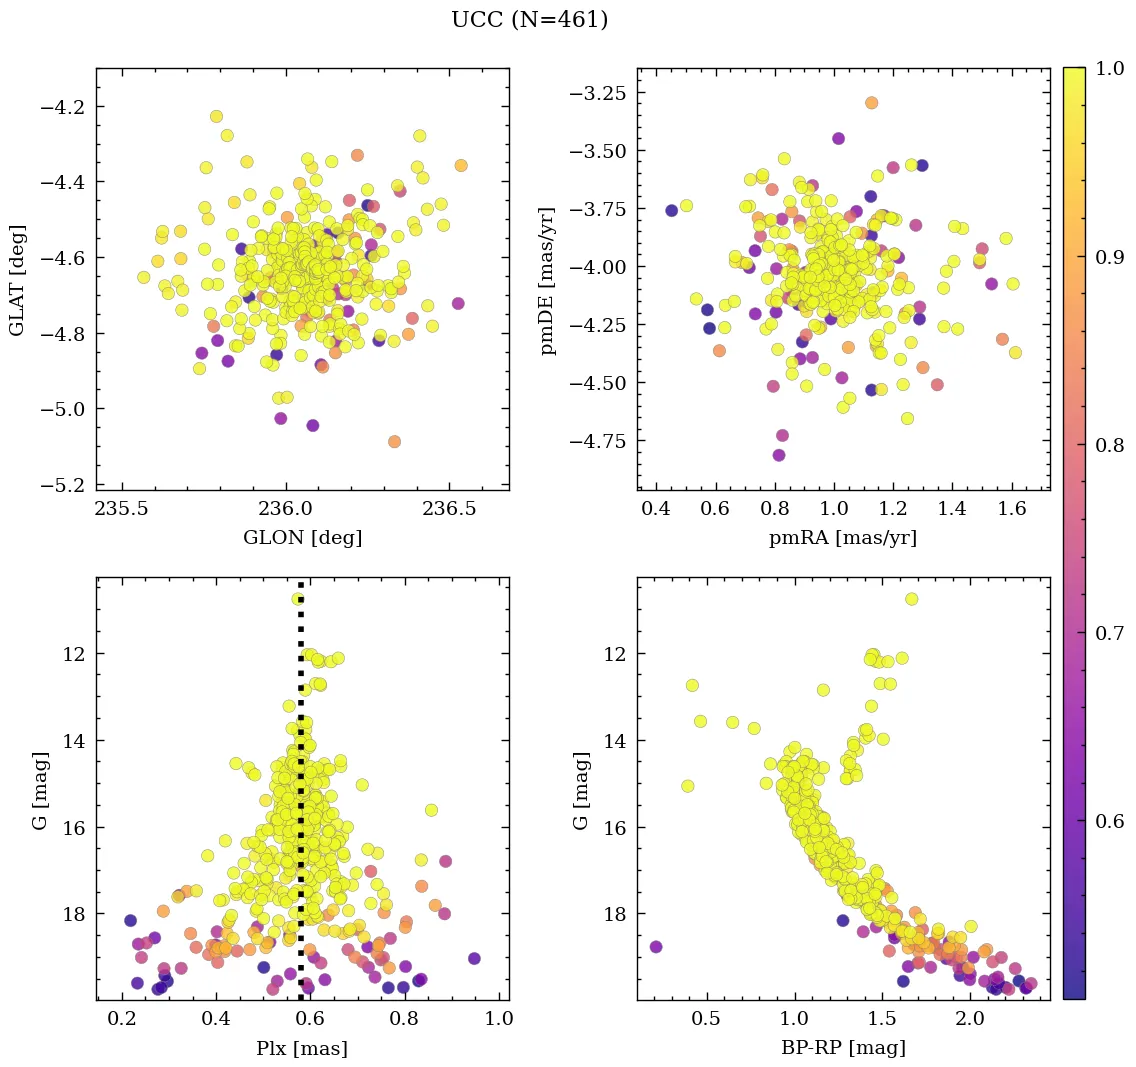 UCC (N=461)
−4.2
−4.4
−4.6
−4.8
−5.0
−5.2
GLAT [deg]
235.5 236.0 236.5
GLON [deg]
−3.25
−3.50
−3.75
−4.00
−4.25
−4.50
−4.75
pmDE [mas/yr]
0.4 0.6 0.8 1.0 1.2 1.4 1.6
pmRA [mas/yr]
1.0
0.9
0.8
0.7
0.6
12
14
16
18
G [mag]
0.2 0.4 0.6 0.8 1.0
Plx [mas]
12
14
16
18
G [mag]
0.5 1.0 1.5 2.0
BP-RP [mag]